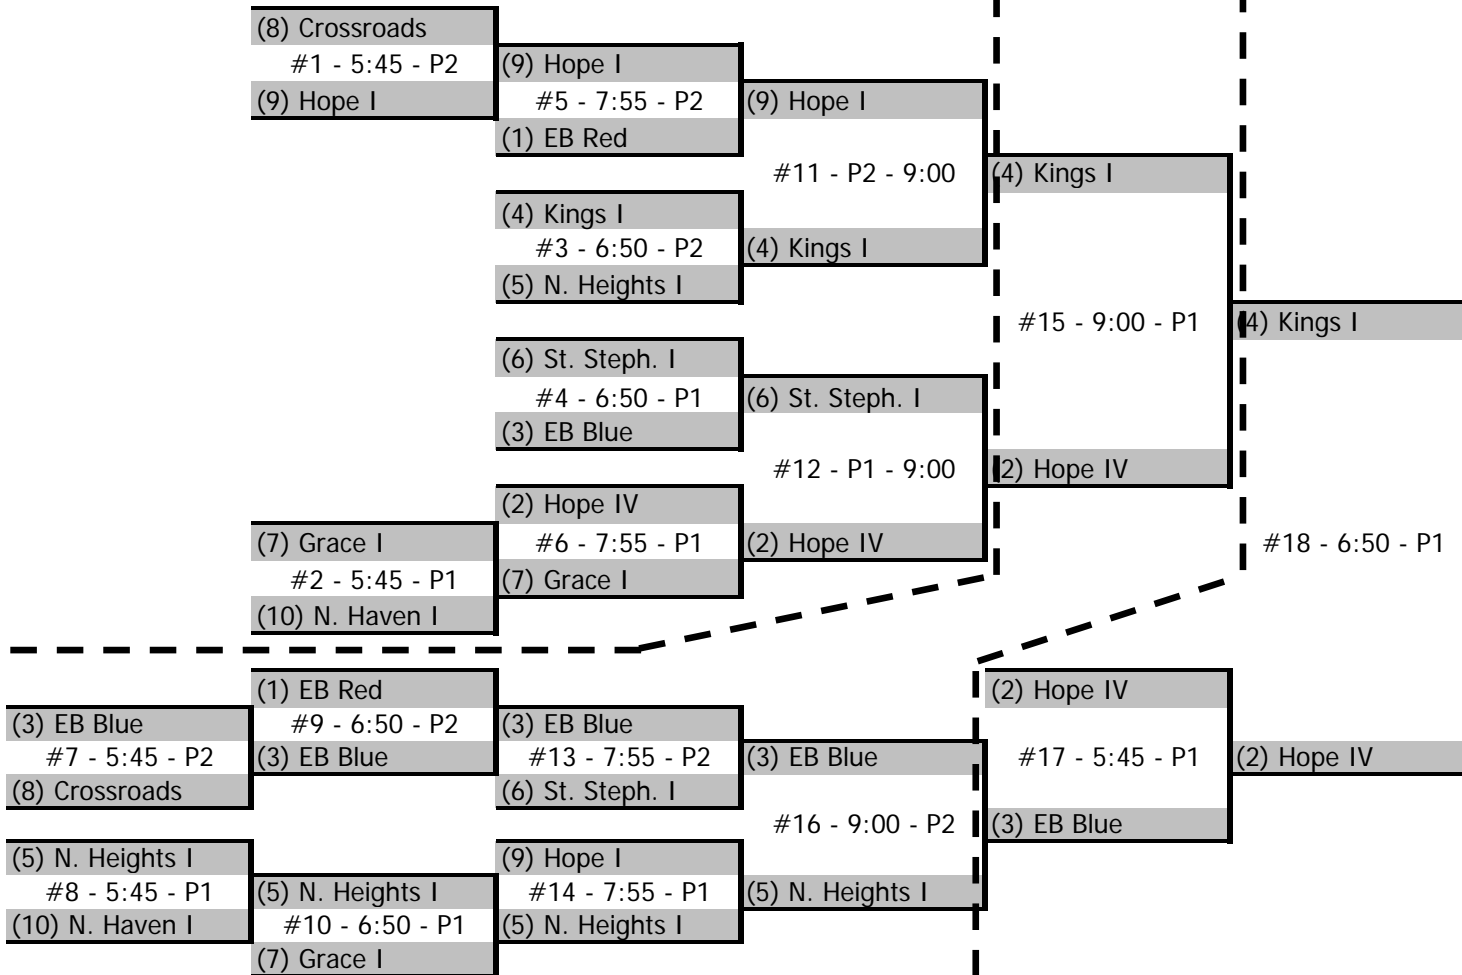 (8) Crossroads
#1 - 5:45 - P2
(9) Hope I
(9) Hope I
#5 - 7:55 - P2
(1) EB Red
(9) Hope I
#11 - P2 - 9:00
(4) Kings I
(4) Kings I
#3 - 6:50 - P2
(5) N. Heights I
(4) Kings I
#15 - 9:00 - P1
(4) Kings I
(6) St. Steph. I
#4 - 6:50 - P1
(3) EB Blue
(6) St. Steph. I
#12 - P1 - 9:00
(2) Hope IV
(2) Hope IV
#6 - 7:55 - P1
(7) Grace I
(2) Hope IV
(7) Grace I
#2 - 5:45 - P1
(10) N. Haven I
#18 - 6:50 - P1
(1) EB Red
#9 - 6:50 - P2
(3) EB Blue
(3) EB Blue
#7 - 5:45 - P2
(8) Crossroads
(3) EB Blue
#13 - 7:55 - P2
(6) St. Steph. I
(3) EB Blue
#16 - 9:00 - P2
(5) N. Heights I
(2) Hope IV
#17 - 5:45 - P1
(3) EB Blue
(2) Hope IV
(5) N. Heights I
#8 - 5:45 - P1
(10) N. Haven I
(5) N. Heights I
#10 - 6:50 - P1
(7) Grace I
(9) Hope I
#14 - 7:55 - P1
(5) N. Heights I